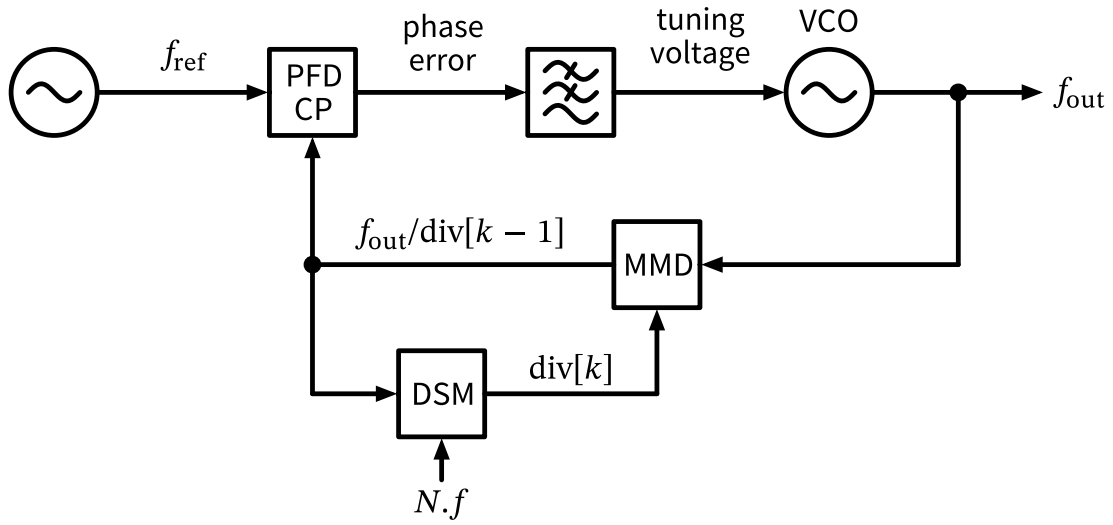 f_ref
PFD
CP
phase
error
tuning
voltage
VCO
f_out
f_out/div[k − 1]
MMD
DSM
div[k]
N.f